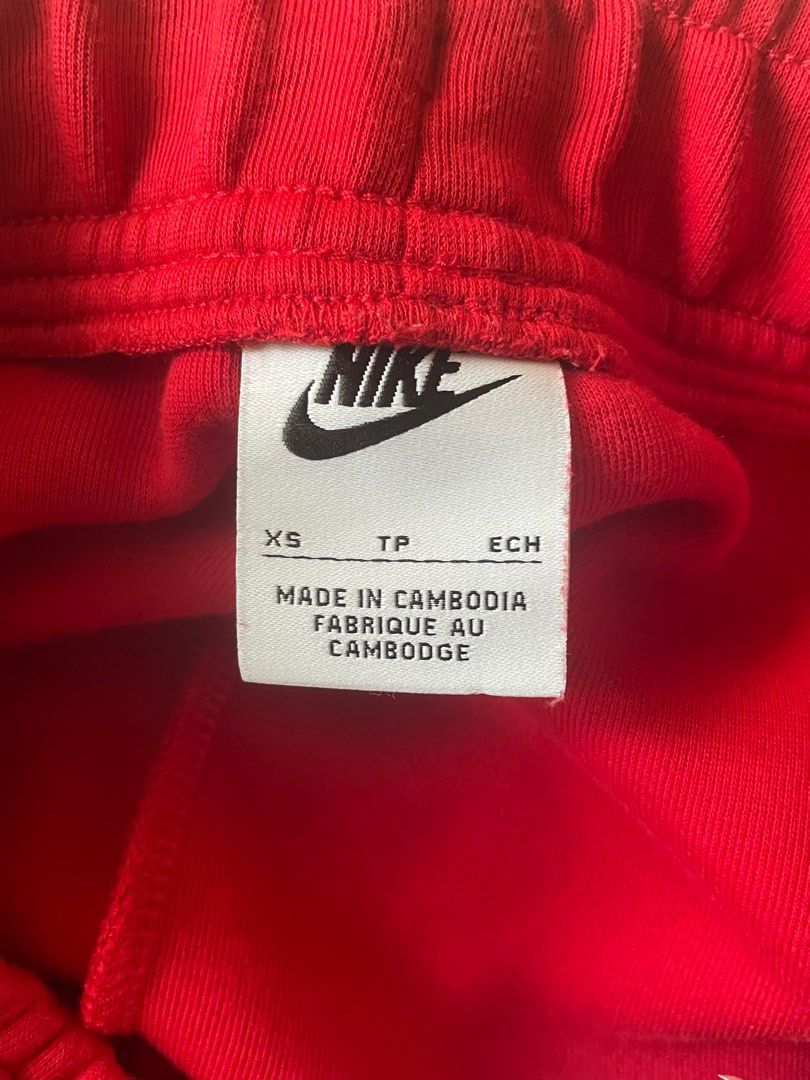 NIKE
XS TP ECH
MADE IN CAMBODIA
FABRIQUE AU
CAMBODGE